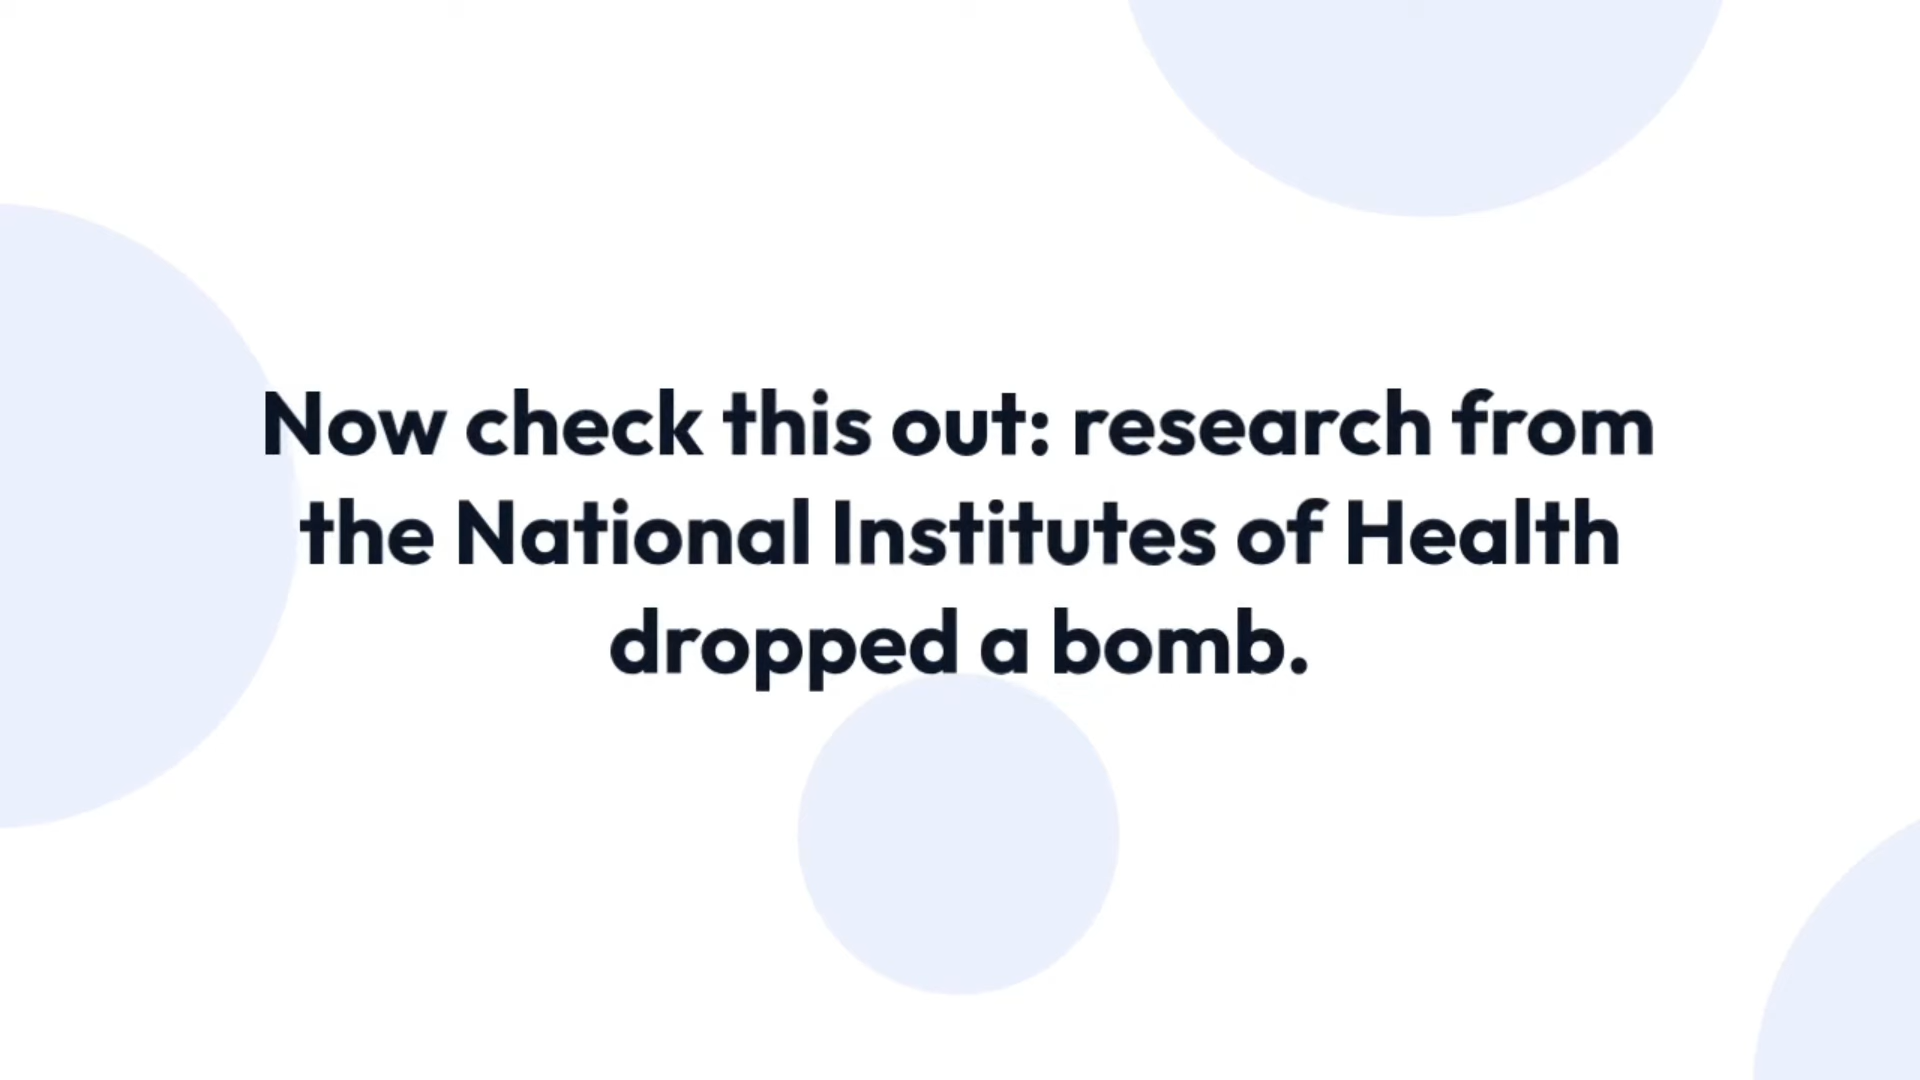 Now check this out: research from
the National Institutes of Health
dropped a bomb.